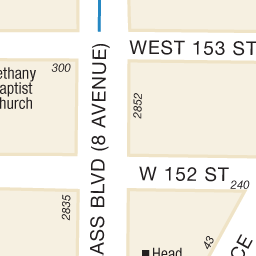 WEST 153 ST
300
ethany
aptist
hurch
2852
ASS BLVD (8 AVENUE)
W 152 ST
240
2835
43
CE
Head